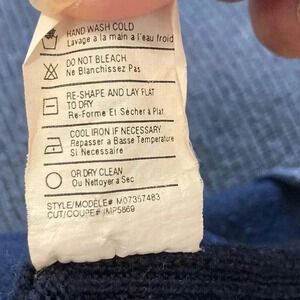 HAND WASH COLD
Lavage a la main a l'eau froid
DO NOT BLEACH
Ne Blanchissez Pas
RE-SHAPE AND LAY FLAT
TO DRY
Re-Forme Et Sécher à Plat
COOL IRON IF NECESSARY
Repasser a Basse Temperature
Si Necessaire
OR DRY CLEAN
Ou Nettoyer à Sec
STYLE/MODÈLE# M07357483
CUT/COUPE# IMP5869